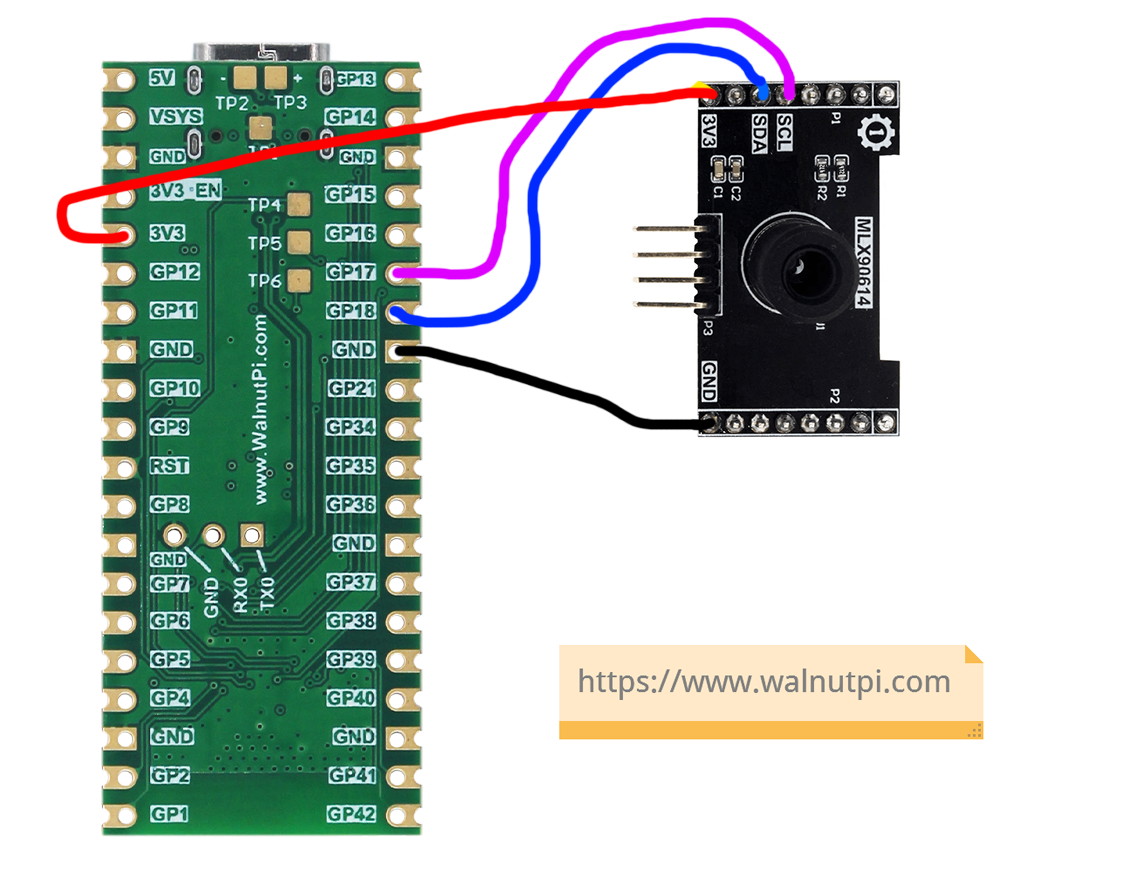 5V
VSYS
GND
3V3 EN
3V3
GP12
GP11
GND
GP10
GP9
RST
GP8
GND
GP7
GP6
GP5
GP4
GND
GP2
GP1
- +
TP2 TP3
TP4
TP5
TP6
www.WalnutPi.com
GND
RX0
TX0
GP13
GP14
GND
GP15
GP16
GP17
GP18
GND
GP21
GP34
GP35
GP36
GND
GP37
GP38
GP39
GP40
GND
GP41
GP42
3V3
SDA
SCL
P1
C1
C2
R2
R1
MLX90614
P3
GND
P2
https://www.walnutpi.com